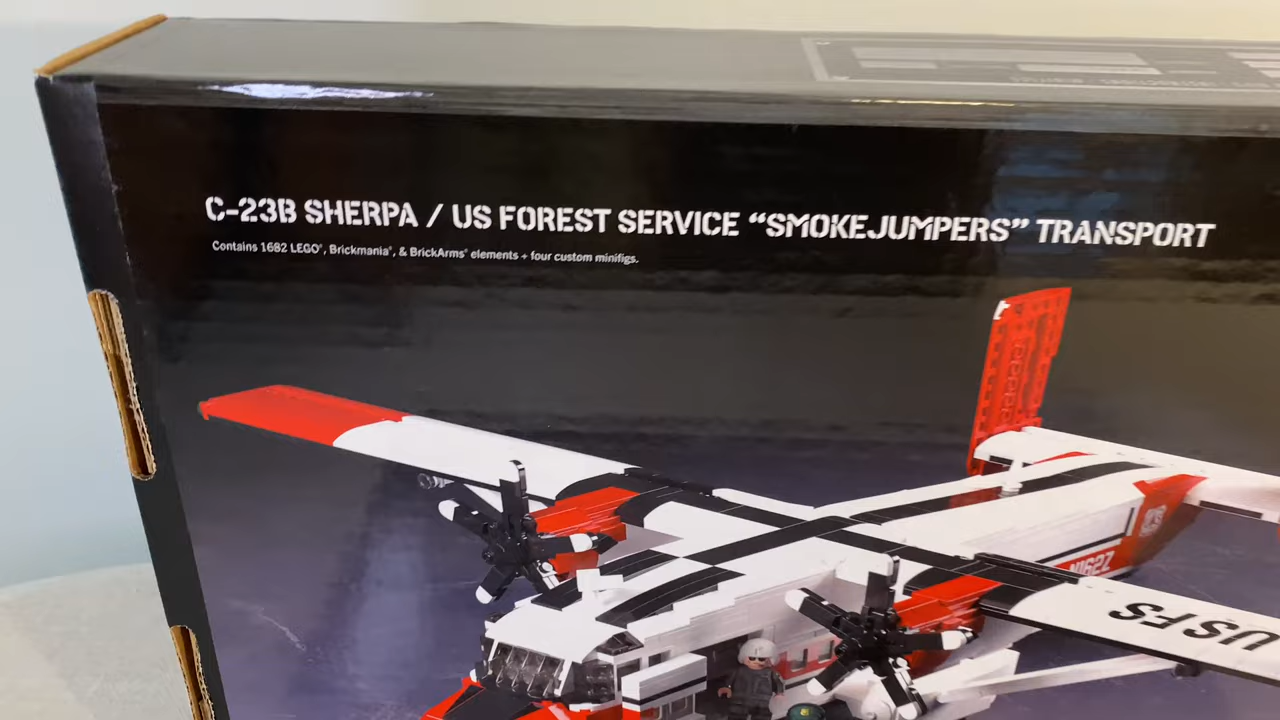 C-23B SHERPA / US FOREST SERVICE “SMOKEJUMPERS” TRANSPORT
Contains 1682 LEGO®, Brickmania®, & BrickArms® elements + four custom minifigs.
N162Z
USFS